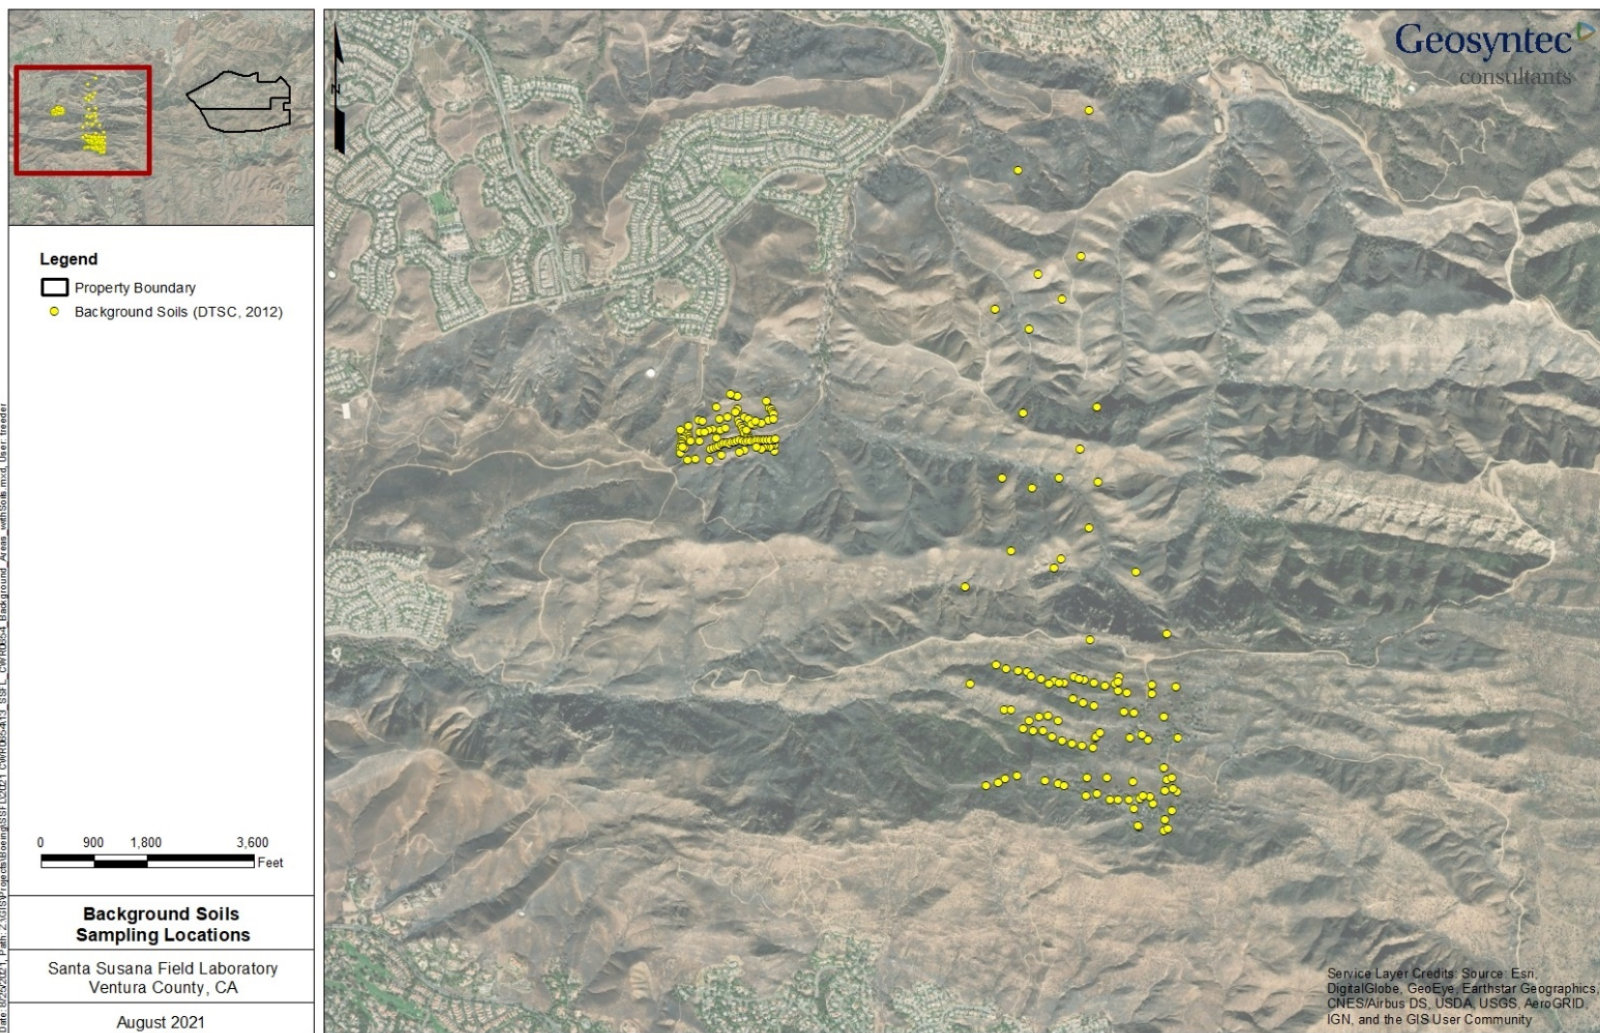 Geosyntec
consultants
N
Legend
Property Boundary
Background Soils (DTSC, 2012)
0 900 1,800 3,600
Feet
Background Soils
Sampling Locations
Santa Susana Field Laboratory
Ventura County, CA
August 2021
Service Layer Credits: Source: Esri,
DigitalGlobe, GeoEye, Earthstar Geographics,
CNES/Airbus DS, USDA, USGS, AeroGRID,
IGN, and the GIS User Community